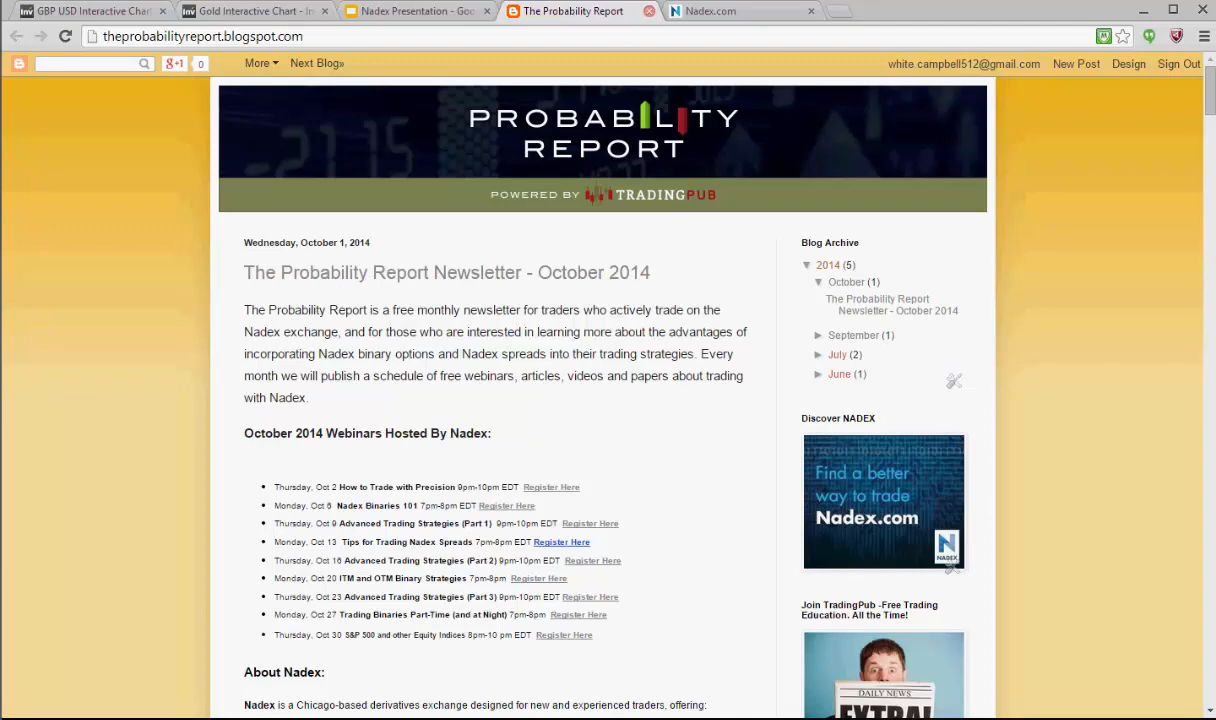 GBP USD Interactive Chart
Gold Interactive Chart - In
Nadex Presentation - Goo
The Probability Report
Nadex.com
theprobabilityreport.blogspot.com
g+1 0
More
Next Blog»
white.campbell512@gmail.com
New Post
Design
Sign Out
PROBABILITY
REPORT
POWERED BY TRADINGPUB
Wednesday, October 1, 2014
The Probability Report Newsletter - October 2014
The Probability Report is a free monthly newsletter for traders who actively trade on the
Nadex exchange, and for those who are interested in learning more about the advantages of
incorporating Nadex binary options and Nadex spreads into their trading strategies. Every
month we will publish a schedule of free webinars, articles, videos and papers about trading
with Nadex.
October 2014 Webinars Hosted By Nadex:
Thursday, Oct 2 How to Trade with Precision 9pm-10pm EDT Register Here
Monday, Oct 6 Nadex Binaries 101 7pm-8pm EDT Register Here
Thursday, Oct 9 Advanced Trading Strategies (Part 1) 9pm-10pm EDT Register Here
Monday, Oct 13 Tips for Trading Nadex Spreads 7pm-8pm EDT Register Here
Thursday, Oct 16 Advanced Trading Strategies (Part 2) 9pm-10pm EDT Register Here
Monday, Oct 20 ITM and OTM Binary Strategies 7pm-8pm Register Here
Thursday, Oct 23 Advanced Trading Strategies (Part 3) 9pm-10pm EDT Register Here
Monday, Oct 27 Trading Binaries Part-Time (and at Night) 7pm-8pm Register Here
Thursday, Oct 30 S&P 500 and other Equity Indices 8pm-10 pm EDT Register Here
About Nadex:
Nadex is a Chicago-based derivatives exchange designed for new and experienced traders, offering:
Blog Archive
▼ 2014 (5)
▼ October (1)
The Probability Report
Newsletter - October 2014
► September (1)
► July (2)
► June (1)
Discover NADEX
Find a better
way to trade
Nadex.com
NADEX
Join TradingPub -Free Trading
Education. All the Time!
DAILY NEWS
EXTRA!